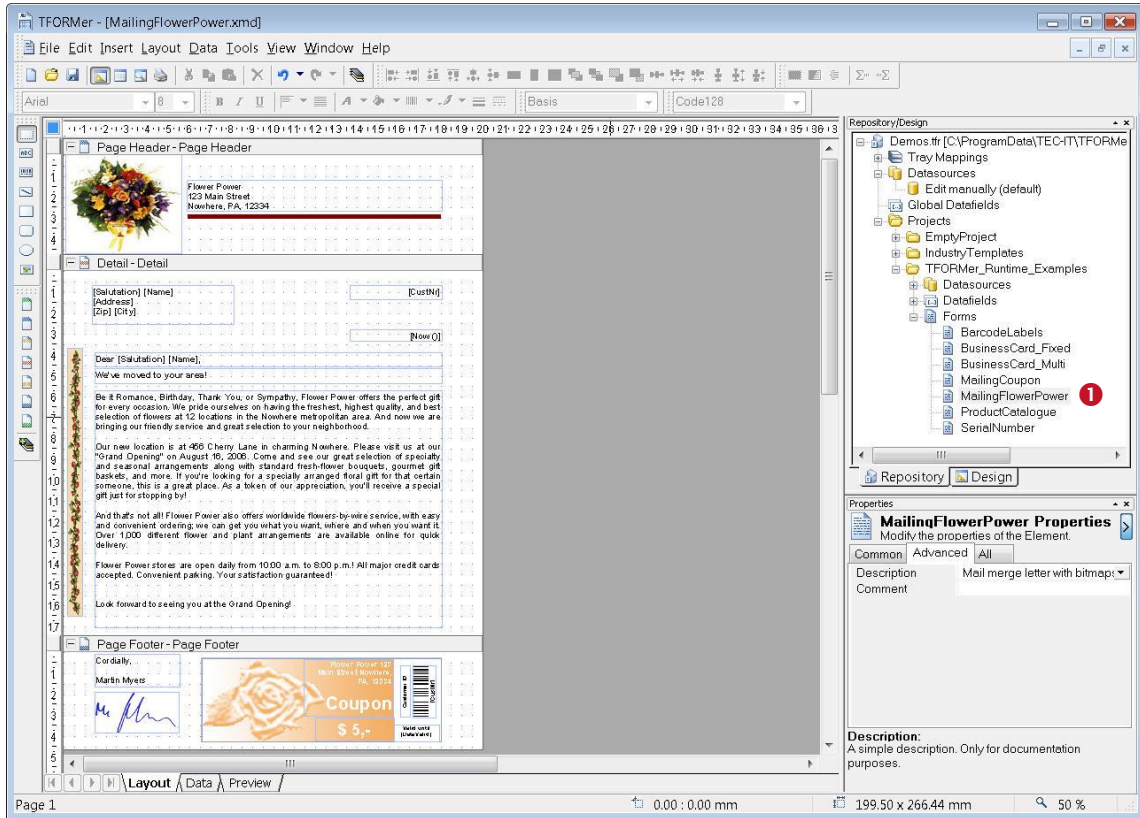 TFORMer - [MailingFlowerPower.xmd]
File Edit Insert Layout Data Tools View Window Help
Arial 8 B I U A Basis Code128
Page Header - Page Header
Flower Power
123 Main Street
Nowhere, PA, 12334
Detail - Detail
[Salutation] [Name]
[Address]
[Zip] [City]
[CustNr]
[Now()]
Dear [Salutation] [Name],
We've moved to your area!
Be it Romance, Birthday, Thank You, or Sympathy, Flower Power offers the perfect gift
for every occasion. We pride ourselves on having the freshest, highest quality, and best
selection of flowers at 12 locations in the Nowhere metropolitan area. And now we are
bringing our friendly service and great selection to your neighborhood.
Our new location is at 456 Cherry Lane in charming Nowhere. Please visit us at our
"Grand Opening" on August 16, 2006. Come and see our great selection of specialty
and seasonal arrangements along with standard fresh-flower bouquets, gourmet gift
baskets, and more. If you're looking for a specially arranged floral gift for that certain
someone, this is a great place. As a token of our appreciation, you'll receive a special
gift just for stopping by!
And that's not all! Flower Power also offers worldwide flowers-by-wire service, with easy
and convenient ordering; we can get you what you want, where and when you want it.
Over 1,000 different flower and plant arrangements are available online for quick
delivery.
Flower Power stores are open daily from 10:00 a.m. to 8:00 p.m.! All major credit cards
accepted. Convenient parking. Your satisfaction guaranteed!
Look forward to seeing you at the Grand Opening!
Page Footer - Page Footer
Cordially,
Martin Myers
Flower Power 123
Main Street Nowhere,
PA, 12334
Coupon
$ 5,-
Customer ID
Valid until
Layout Data Preview
Page 1
0.00 : 0.00 mm
199.50 x 266.44 mm
50 %
Repository/Design
Demos.tfr [C:\ProgramData\TEC-IT\TFORMe
Tray Mappings
Datasources
Edit manually (default)
Global Datafields
Projects
EmptyProject
IndustryTemplates
TFORMer_Runtime_Examples
Datasources
Datafields
Forms
BarcodeLabels
BusinessCard_Fixed
BusinessCard_Multi
MailingCoupon
MailingFlowerPower
1
ProductCatalogue
SerialNumber
Repository Design
Properties
MailingFlowerPower Properties
Modify the properties of the Element.
Common Advanced All
Description Mail merge letter with bitmaps
Comment
Description:
A simple description. Only for documentation
purposes.